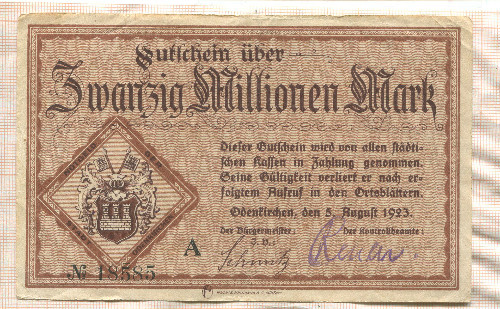 Gutschein über
Zwanzig Millionen Mark
Dieser Gutschein wird von allen städti-
schen Kassen in Zahlung genommen.
Seine Gültigkeit verliert er nach er-
folgtem Aufruf in den Ortsblättern.
Odenkirchen, den 5. August 1923.
Der Bürgermeister: Der Kontrollbeamte:
J. V.:
Schmitz
A
№ 18585